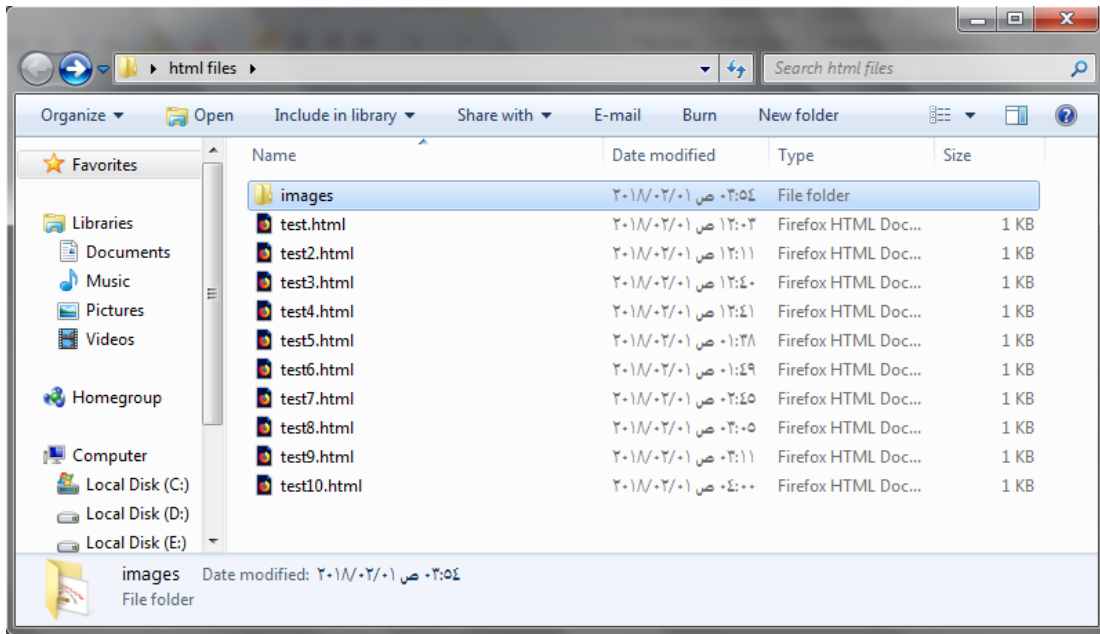 html files
Search html files
Organize Open Include in library Share with E-mail Burn New folder
Name Date modified Type Size
Favorites
Libraries
Documents
Music
Pictures
Videos
Homegroup
Computer
Local Disk (C:)
Local Disk (D:)
Local Disk (E:)
images ٢٠١٨/٠٢/٠١ ص ٠٣:٥٤ File folder
test.html ٢٠١٨/٠٢/٠١ ص ١٢:٠٣ Firefox HTML Doc... 1 KB
test2.html ٢٠١٨/٠٢/٠١ ص ١٢:١١ Firefox HTML Doc... 1 KB
test3.html ٢٠١٨/٠٢/٠١ ص ١٢:٤٠ Firefox HTML Doc... 1 KB
test4.html ٢٠١٨/٠٢/٠١ ص ١٢:٤١ Firefox HTML Doc... 1 KB
test5.html ٢٠١٨/٠٢/٠١ ص ٠١:٣٨ Firefox HTML Doc... 1 KB
test6.html ٢٠١٨/٠٢/٠١ ص ٠١:٤٩ Firefox HTML Doc... 1 KB
test7.html ٢٠١٨/٠٢/٠١ ص ٠٢:٤٥ Firefox HTML Doc... 1 KB
test8.html ٢٠١٨/٠٢/٠١ ص ٠٣:٠٥ Firefox HTML Doc... 1 KB
test9.html ٢٠١٨/٠٢/٠١ ص ٠٣:١١ Firefox HTML Doc... 1 KB
test10.html ٢٠١٨/٠٢/٠١ ص ٠٤:٠٠ Firefox HTML Doc... 1 KB
images Date modified: ٢٠١٨/٠٢/٠١ ص ٠٣:٥٤
File folder